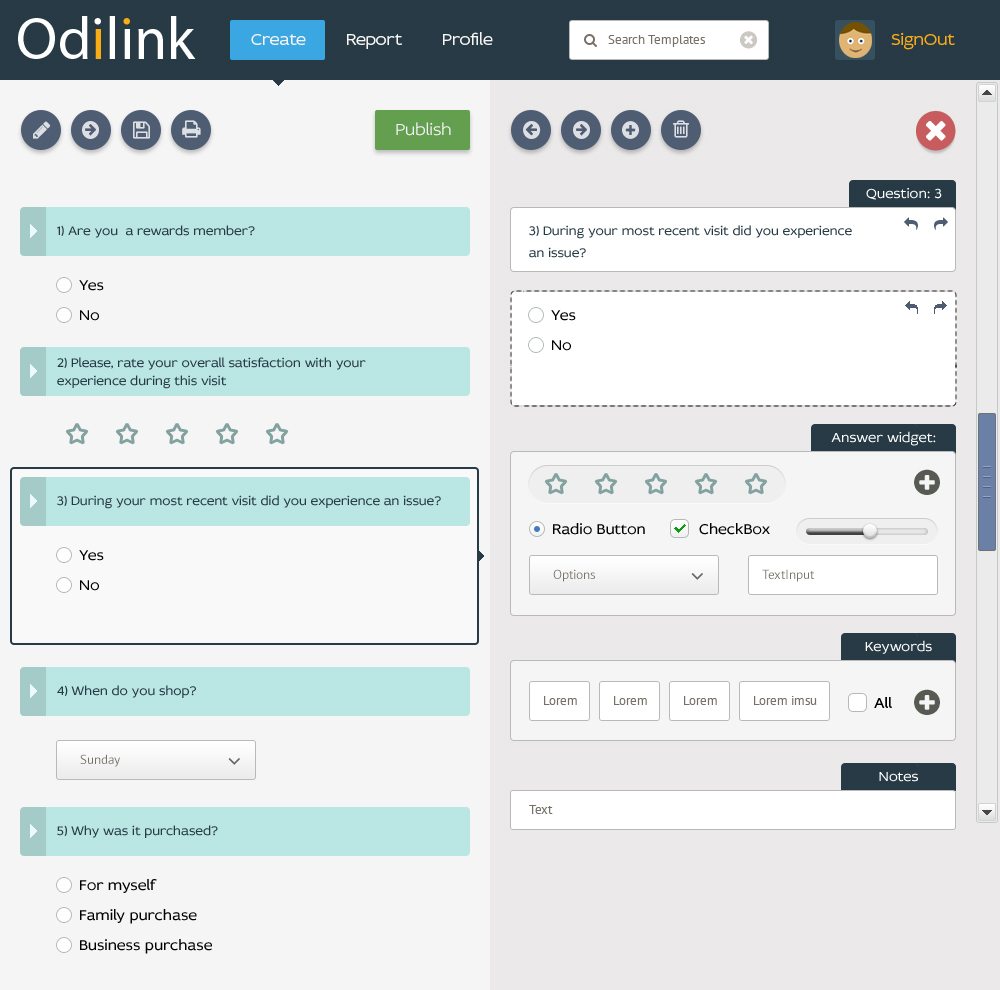 Odilink
Create
Report
Profile
Search Templates
SignOut
Publish
1) Are you a rewards member?
Yes
No
2) Please, rate your overall satisfaction with your
experience during this visit
3) During your most recent visit did you experience an issue?
Yes
No
4) When do you shop?
Sunday
5) Why was it purchased?
For myself
Family purchase
Business purchase
Question: 3
3) During your most recent visit did you experience
an issue?
Yes
No
Answer widget:
Radio Button
CheckBox
Options
TextInput
Keywords
Lorem
Lorem
Lorem
Lorem imsu
All
Notes
Text